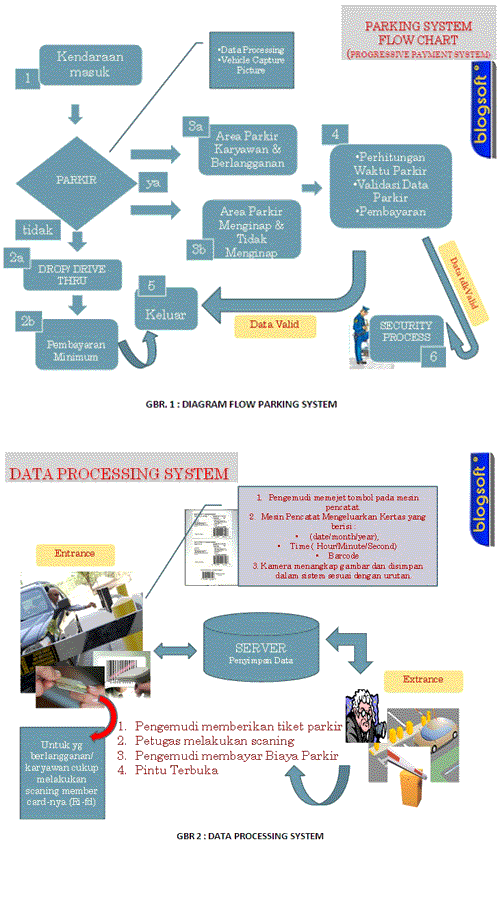 PARKING SYSTEM
FLOW CHART
(PROGRESSIVE PAYMENT SYSTEM)
blogsoft
1
Kendaraan
masuk
•Data Processing
•Vehicle Capture
Picture
PARKIR
ya
tidak
3a
Area Parkir
Karyawan &
Berlangganan
Area Parkir
Menginap &
Tidak
Menginap
3b
4
•Perhitungan
Waktu Parkir
•Validasi Data
Parkir
•Pembayaran
2a
DROP/ DRIVE
THRU
2b
Pembayaran
Minimum
5
Keluar
Data Valid
Data tdkValid
SECURITY
PROCESS
6
GBR. 1 : DIAGRAM FLOW PARKING SYSTEM
DATA PROCESSING SYSTEM
blogsoft
1. Pengemudi memejet tombol pada mesin
pencatat.
2. Mesin Pencatat Mengeluarkan Kertas yang
berisi :
• (date/month/year),
• Time ( Hour/Minute/Second)
• Barcode
3. Kamera menangkap gambar dan disimpan
dalam sistem sesuai dengan urutan.
Entrance
SERVER
Penyimpan Data
Extrance
1. Pengemudi memberikan tiket parkir
2. Petugas melakukan scaning
3. Pengemudi membayar Biaya Parkir
4. Pintu Terbuka
Untuk yg
berlangganan/
karyawan cukup
melakukan
scaning member
card-nya (Ri-fd)
GBR 2 : DATA PROCESSING SYSTEM